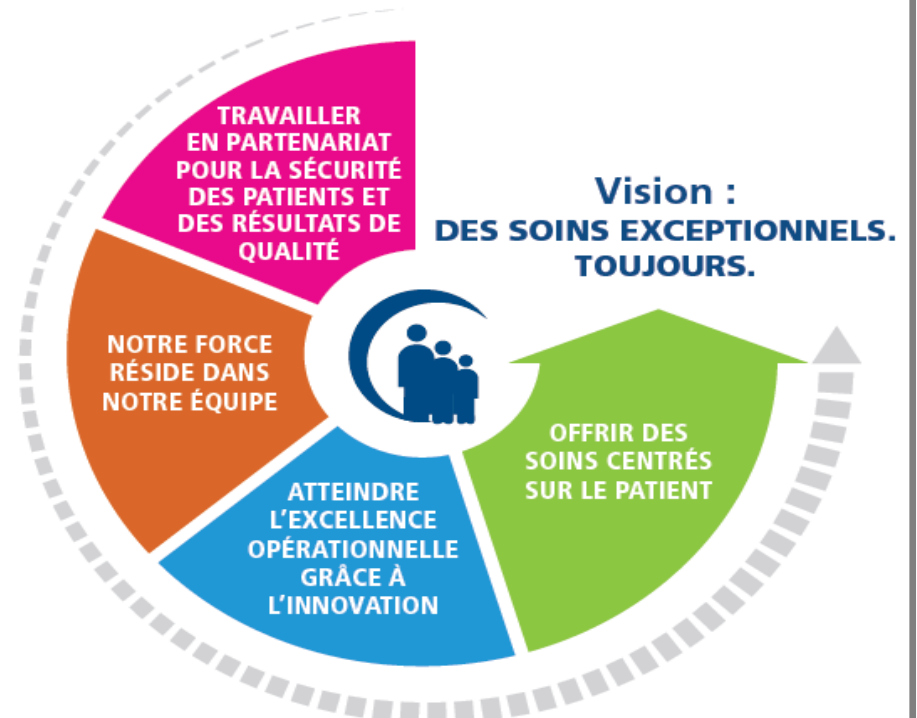 TRAVAILLER
EN PARTENARIAT
POUR LA SÉCURITÉ
DES PATIENTS ET
DES RÉSULTATS DE
QUALITÉ
Vision :
DES SOINS EXCEPTIONNELS.
TOUJOURS.
NOTRE FORCE
RÉSIDE DANS
NOTRE ÉQUIPE
ATTEINDRE
L’EXCELLENCE
OPÉRATIONNELLE
GRÂCE À
L’INNOVATION
OFFRIR DES
SOINS CENTRÉS
SUR LE PATIENT